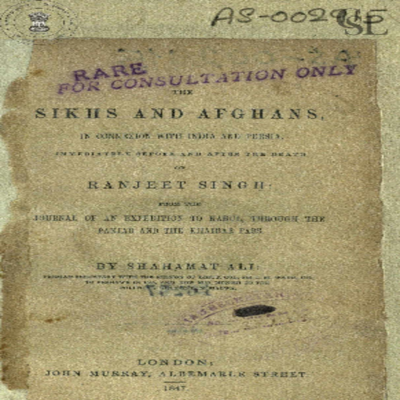 AS-002915
RARE
FOR CONSULTATION ONLY
THE
SIKHS AND AFGHANS,
IN CONNEXION WITH INDIA AND PERSIA,
IMMEDIATELY BEFORE AND AFTER THE DEATH
OF
RANJEET SINGH:
FROM THE
JOURNAL OF AN EXPEDITION TO KABUL, THROUGH THE
PANJAB AND THE KHAIBAR PASS.
BY SHAHAMAT ALI,
LONDON:
JOHN MURRAY, ALBEMARLE STREET.
1847